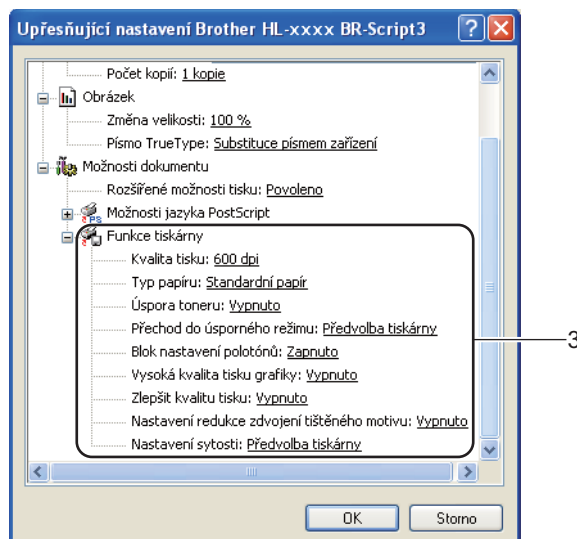 Upřesňující nastavení Brother HL-xxxx BR-Script3
Počet kopií: 1 kopie
Obrázek
Změna velikosti: 100 %
Písmo TrueType: Substituce písmem zařízení
Možnosti dokumentu
Rozšířené možnosti tisku: Povoleno
Možnosti jazyka PostScript
Funkce tiskárny
Kvalita tisku: 600 dpi
Typ papíru: Standardní papír
Úspora toneru: Vypnuto
Přechod do úsporného režimu: Předvolba tiskárny
Blok nastavení polotónů: Zapnuto
Vysoká kvalita tisku grafiky: Vypnuto
Zlepšit kvalitu tisku: Vypnuto
Nastavení redukce zdvojení tištěného motivu: Vypnuto
Nastavení sytosti: Předvolba tiskárny
3
OK Storno